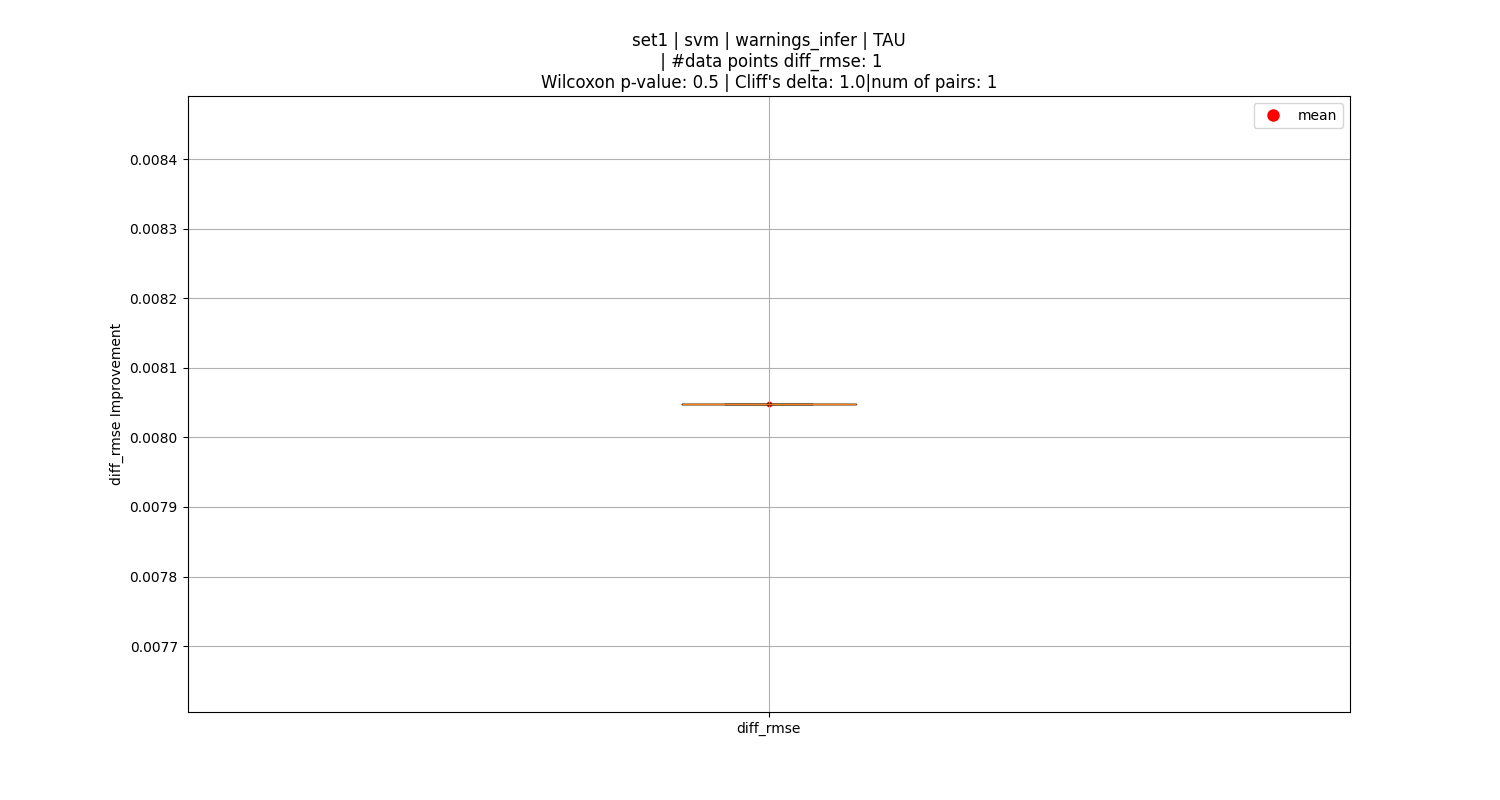 set1 | svm | warnings_infer | TAU
| #data points diff_rmse: 1
Wilcoxon p-value: 0.5 | Cliff's delta: 1.0|num of pairs: 1
mean
0.0084
0.0083
0.0082
0.0081
0.0080
0.0079
0.0078
0.0077
diff_rmse Improvement
diff_rmse